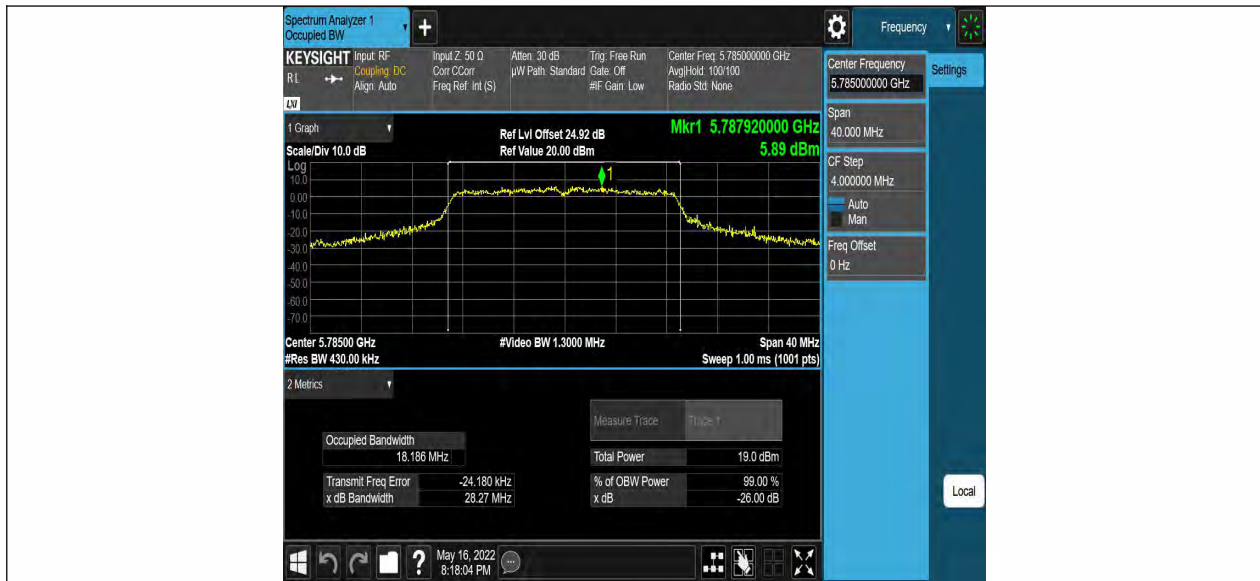 Spectrum Analyzer 1
Occupied BW
+
Frequency
KEYSIGHT
RL
LXI
Input: RF
Coupling: DC
Align: Auto
Input Z: 50 Ω
Corr CCorr
Freq Ref: Int (S)
Atten: 30 dB
µW Path: Standard
Trig: Free Run
Gate: Off
#IF Gain: Low
Center Freq: 5.785000000 GHz
Avg|Hold: 100/100
Radio Std: None
Center Frequency
5.785000000 GHz
Settings
Span
40.000 MHz
CF Step
4.000000 MHz
Auto
Man
Freq Offset
0 Hz
Local
1 Graph
Scale/Div 10.0 dB
Ref Lvl Offset 24.92 dB
Ref Value 20.00 dBm
Mkr1 5.787920000 GHz
5.89 dBm
Log
10.0
0.00
-10.0
-20.0
-30.0
-40.0
-50.0
-60.0
-70.0
1
Center 5.78500 GHz
#Video BW 1.3000 MHz
Span 40 MHz
#Res BW 430.00 kHz
Sweep 1.00 ms (1001 pts)
2 Metrics
Measure Trace
Trace 1
Occupied Bandwidth
18.186 MHz
Total Power
19.0 dBm
Transmit Freq Error
-24.180 kHz
% of OBW Power
99.00 %
x dB Bandwidth
28.27 MHz
x dB
-26.00 dB
?
May 16, 2022
8:18:04 PM